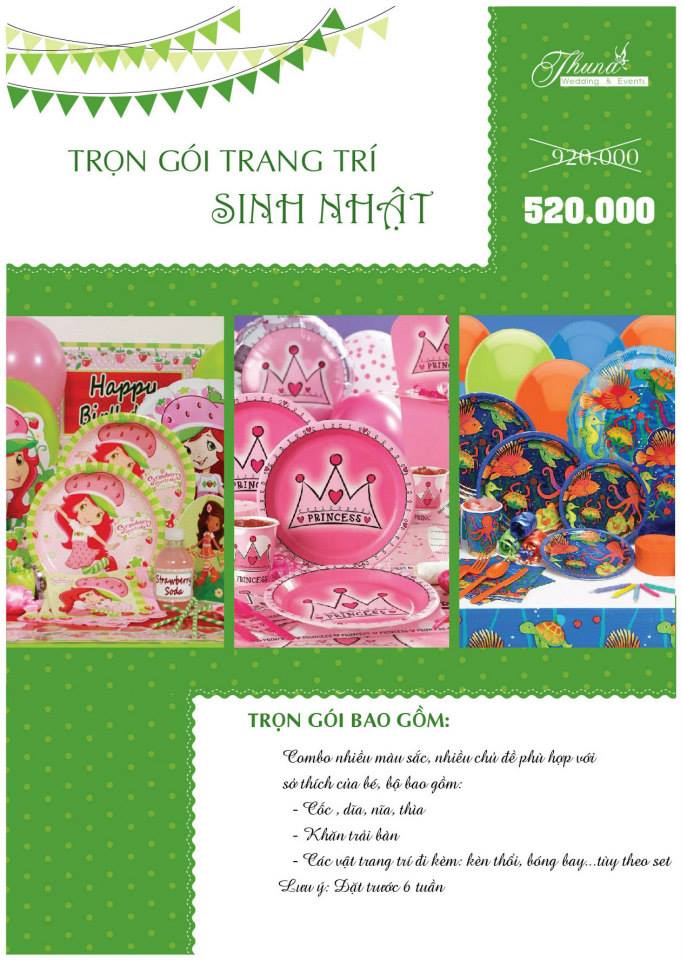 Thuna
Wedding & Events
TRỌN GÓI TRANG TRÍ
SINH NHẬT
920.000
520.000
Happy
Strawberry
Soda
PRINCESS
PRINCESS
PRINCESS
PRINCESS
TRỌN GÓI BAO GỒM:
Combo nhiều màu sắc, nhiều chủ đề phù hợp với
sở thích của bé, bộ bao gồm:
- Cốc , dĩa, nĩa, thìa
- Khăn trải bàn
- Các vật trang trí đi kèm: kèn thổi, bóng bay...tùy theo set
Lưu ý: Đặt trước 6 tuần